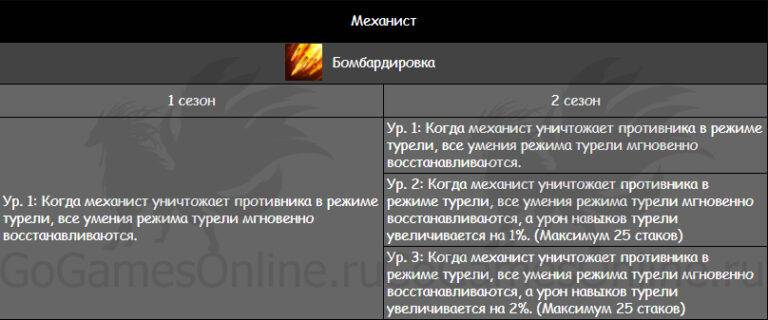 Механист
Бомбардировка
1 сезон
2 сезон
Ур. 1: Когда механист уничтожает противника в режиме
турели, все умения режима турели мгновенно
восстанавливаются.
Ур. 1: Когда механист уничтожает противника в режиме
турели, все умения режима турели мгновенно
восстанавливаются.
Ур. 2: Когда механист уничтожает противника в
режиме турели, все умения режима турели мгновенно
восстанавливаются, а урон навыков турели
увеличивается на 1%. (Максимум 25 стаков)
Ур. 3: Когда механист уничтожает противника в
режиме турели, все умения режима турели мгновенно
восстанавливаются, а урон навыков турели
увеличивается на 2%. (Максимум 25 стаков)
GoGamesOnline.ru